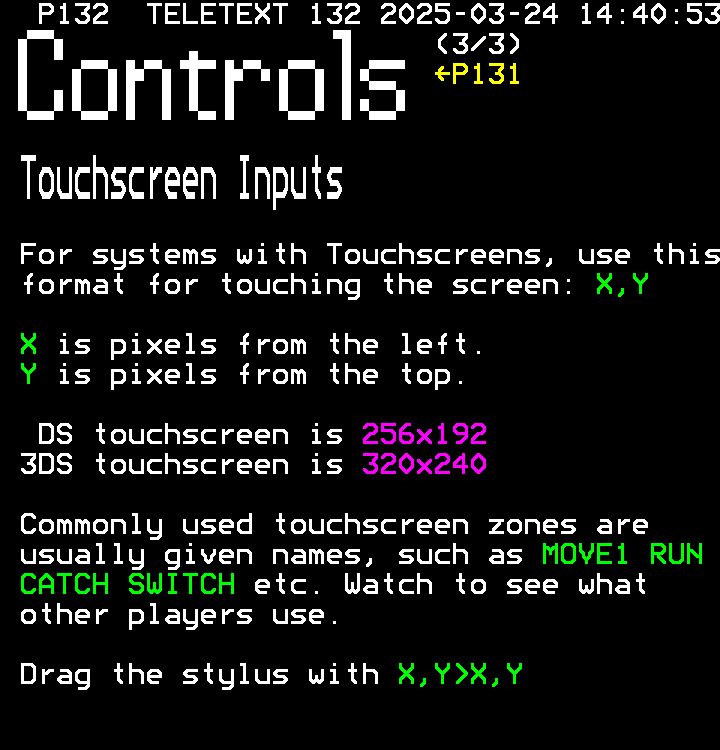 P132 TELETEXT 132 2025-03-24 14:40:53
Controls (3/3)
←P131
Touchscreen Inputs
For systems with Touchscreens, use this
format for touching the screen: X,Y
X is pixels from the left.
Y is pixels from the top.
DS touchscreen is 256x192
3DS touchscreen is 320x240
Commonly used touchscreen zones are
usually given names, such as MOVE1 RUN
CATCH SWITCH etc. Watch to see what
other players use.
Drag the stylus with X,Y>X,Y